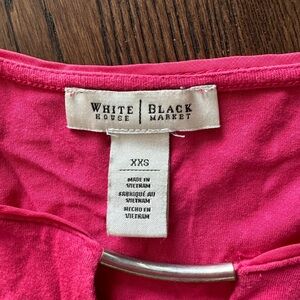 WHITE | BLACK
HOUSE | MARKET
XXS
MADE IN
VIETNAM
FABRIQUÉ AU
VIETNAM
HECHO EN
VIETNAM